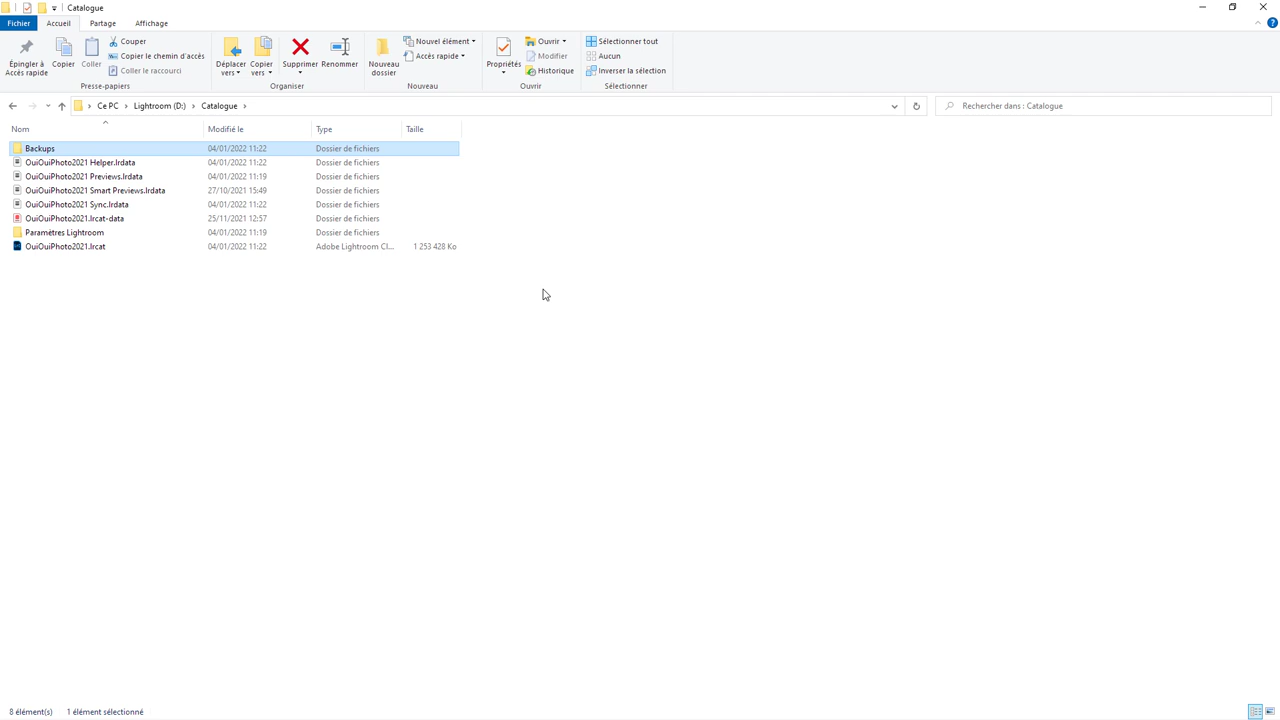 Catalogue
Fichier Accueil Partage Affichage
Épingler à Accès rapide
Copier
Coller
Couper
Copier le chemin d'accès
Coller le raccourci
Presse-papiers
Déplacer vers
Copier vers
Supprimer
Renommer
Organiser
Nouveau dossier
Nouvel élément
Accès rapide
Nouveau
Propriétés
Ouvrir
Modifier
Historique
Ouvrir
Sélectionner tout
Aucun
Inverser la sélection
Sélectionner
Ce PC > Lightroom (D:) > Catalogue >
Rechercher dans : Catalogue
Nom Modifié le Type Taille
Backups 04/01/2022 11:22 Dossier de fichiers
OuiOuiPhoto2021 Helper.lrdata 04/01/2022 11:22 Dossier de fichiers
OuiOuiPhoto2021 Previews.lrdata 04/01/2022 11:19 Dossier de fichiers
OuiOuiPhoto2021 Smart Previews.lrdata 27/10/2021 15:49 Dossier de fichiers
OuiOuiPhoto2021 Sync.lrdata 04/01/2022 11:22 Dossier de fichiers
OuiOuiPhoto2021.lrcat-data 25/11/2021 12:57 Dossier de fichiers
Paramètres Lightroom 04/01/2022 11:19 Dossier de fichiers
OuiOuiPhoto2021.lrcat 04/01/2022 11:22 Adobe Lightroom Cl... 1 253 428 Ko
8 élément(s) 1 élément sélectionné